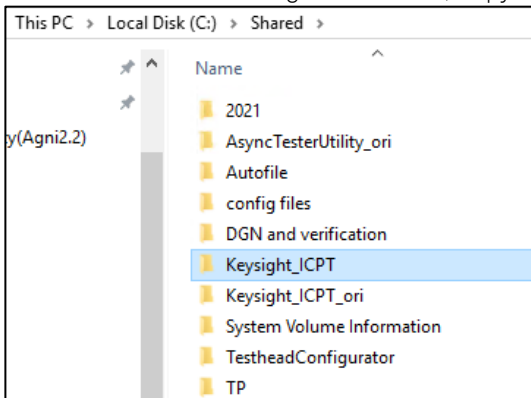 This PC > Local Disk (C:) > Shared >
Name
y(Agni2.2)
2021
AsyncTesterUtility_ori
Autofile
config files
DGN and verification
Keysight_ICPT
Keysight_ICPT_ori
System Volume Information
TestheadConfigurator
TP